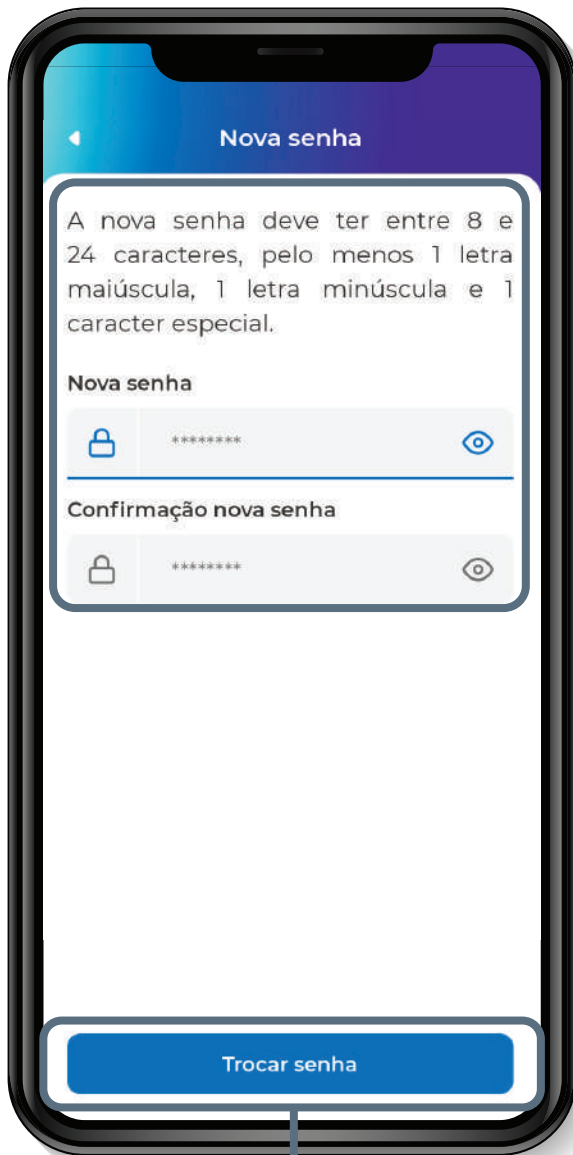 Nova senha
A nova senha deve ter entre 8 e
24 caracteres, pelo menos 1 letra
maiúscula, 1 letra minúscula e 1
caracter especial.
Nova senha
********
Confirmação nova senha
********
Trocar senha